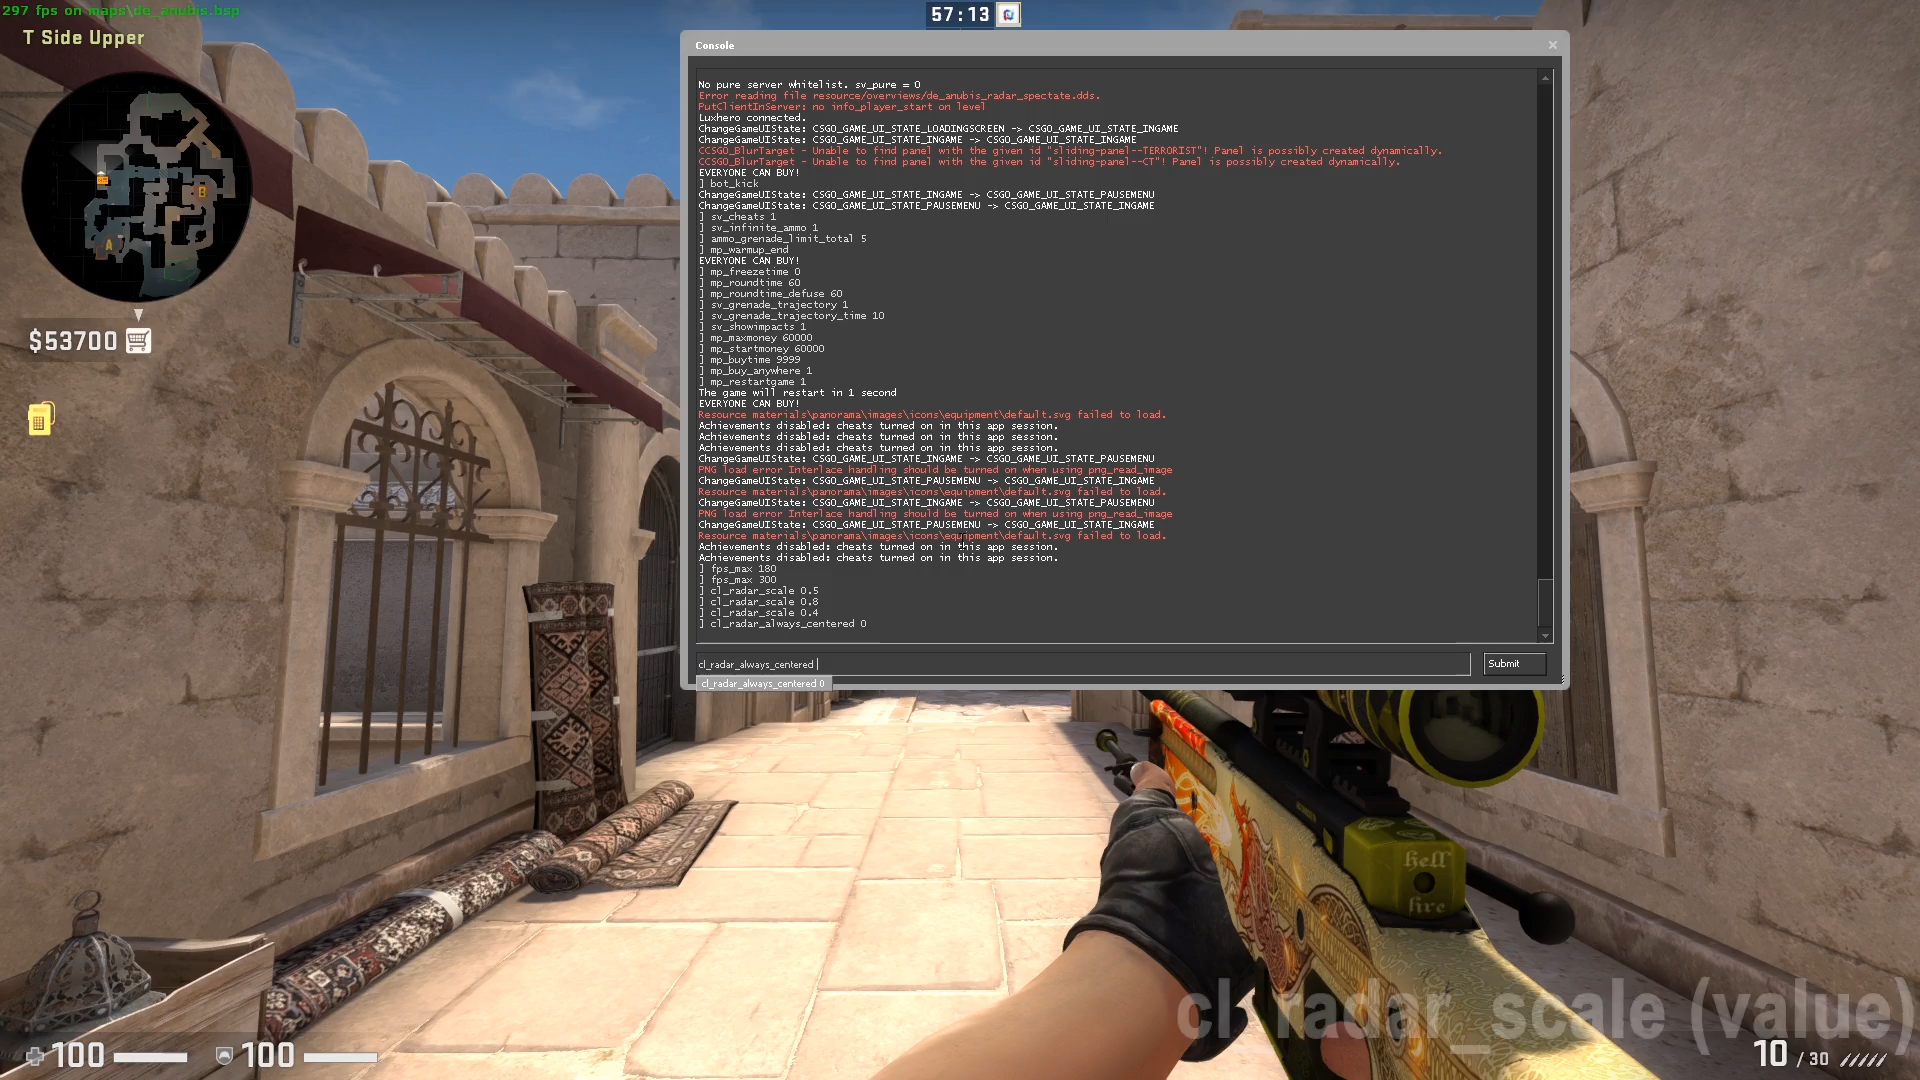 297 fps on maps\de_anubis.bsp
T Side Upper
57:13
Console
No pure server whitelist. sv_pure = 0
Error reading file resource/overviews/de_anubis_radar_spectate.dds.
PutClientInServer: no info_player_start on level
Luxhero connected.
ChangeGameUIState: CSGO_GAME_UI_STATE_LOADINGSCREEN -> CSGO_GAME_UI_STATE_INGAME
ChangeGameUIState: CSGO_GAME_UI_STATE_INGAME -> CSGO_GAME_UI_STATE_INGAME
CCSGO_BlurTarget - Unable to find panel with the given id "sliding-panel--TERRORIST"! Panel is possibly created dynamically.
CCSGO_BlurTarget - Unable to find panel with the given id "sliding-panel--CT"! Panel is possibly created dynamically.
EVERYONE CAN BUY!
] bot_kick
ChangeGameUIState: CSGO_GAME_UI_STATE_INGAME -> CSGO_GAME_UI_STATE_PAUSEMENU
ChangeGameUIState: CSGO_GAME_UI_STATE_PAUSEMENU -> CSGO_GAME_UI_STATE_INGAME
] sv_cheats 1
] sv_infinite_ammo 1
] ammo_grenade_limit_total 5
] mp_warmup_end
EVERYONE CAN BUY!
] mp_freezetime 0
] mp_roundtime 60
] mp_roundtime_defuse 60
] sv_grenade_trajectory 1
] sv_grenade_trajectory_time 10
] sv_showimpacts 1
] mp_maxmoney 60000
] mp_startmoney 60000
] mp_buytime 9999
] mp_buy_anywhere 1
] mp_restartgame 1
The game will restart in 1 second
EVERYONE CAN BUY!
Resource materials\panorama\images\icons\equipment\default.svg failed to load.
Achievements disabled: cheats turned on in this app session.
Achievements disabled: cheats turned on in this app session.
Achievements disabled: cheats turned on in this app session.
ChangeGameUIState: CSGO_GAME_UI_STATE_INGAME -> CSGO_GAME_UI_STATE_PAUSEMENU
PNG load error Interlace handling should be turned on when using png_read_image
ChangeGameUIState: CSGO_GAME_UI_STATE_PAUSEMENU -> CSGO_GAME_UI_STATE_INGAME
Resource materials\panorama\images\icons\equipment\default.svg failed to load.
ChangeGameUIState: CSGO_GAME_UI_STATE_INGAME -> CSGO_GAME_UI_STATE_PAUSEMENU
PNG load error Interlace handling should be turned on when using png_read_image
ChangeGameUIState: CSGO_GAME_UI_STATE_PAUSEMENU -> CSGO_GAME_UI_STATE_INGAME
Resource materials\panorama\images\icons\equipment\default.svg failed to load.
Achievements disabled: cheats turned on in this app session.
Achievements disabled: cheats turned on in this app session.
] fps_max 180
] fps_max 300
] cl_radar_scale 0.5
] cl_radar_scale 0.8
] cl_radar_scale 0.4
] cl_radar_always_centered 0
cl_radar_always_centered
Submit
cl_radar_always_centered 0
B
A
$53700
hell
fire
cl_radar_scale (value)
100
100
10 / 30